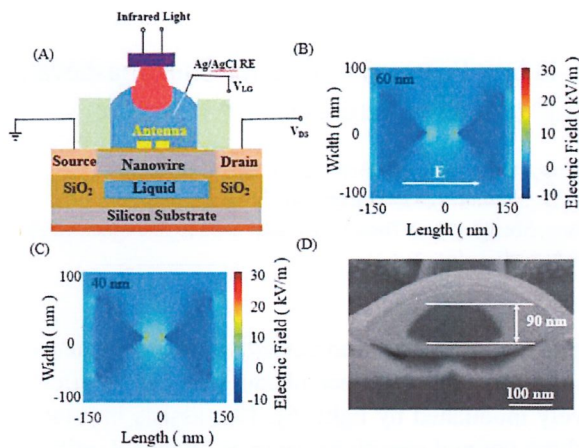 (A)
Infrared Light
Ag/AgCl RE
V_LG
Antenna
V_DS
Source
Nanowire
Drain
SiO₂
Liquid
SiO₂
Silicon Substrate
(B)
60 nm
E
100
0
-100
Width ( nm )
-150
0
150
Length ( nm )
30
20
10
0
-10
Electric Field ( kV/m )
(C)
40 nm
100
0
-100
Width ( nm )
-150
0
150
Length ( nm )
30
20
10
0
-10
Electric Field ( kV/m )
(D)
90 nm
100 nm